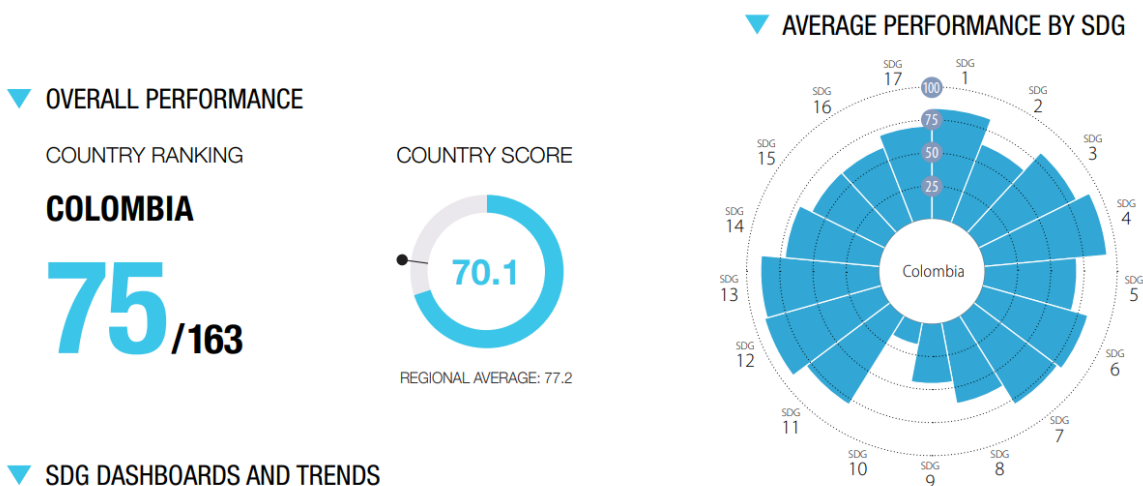 OVERALL PERFORMANCE
COUNTRY RANKING
COLOMBIA
75/163
COUNTRY SCORE
70.1
REGIONAL AVERAGE: 77.2
SDG DASHBOARDS AND TRENDS
AVERAGE PERFORMANCE BY SDG
SDG
1
SDG
2
SDG
3
SDG
4
SDG
5
SDG
6
SDG
7
SDG
8
SDG
9
SDG
10
SDG
11
SDG
12
SDG
13
SDG
14
SDG
15
SDG
16
SDG
17
100
75
50
25
Colombia